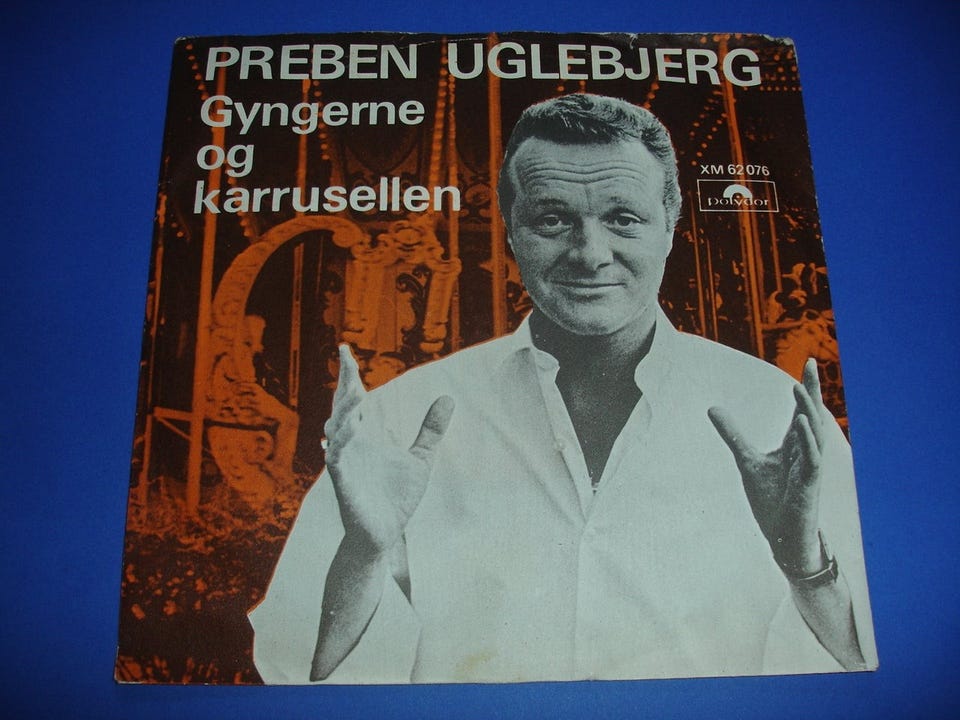 PREBEN UGLEBJERG
Gyngerne
og
karrusellen
XM 62 076
polydor